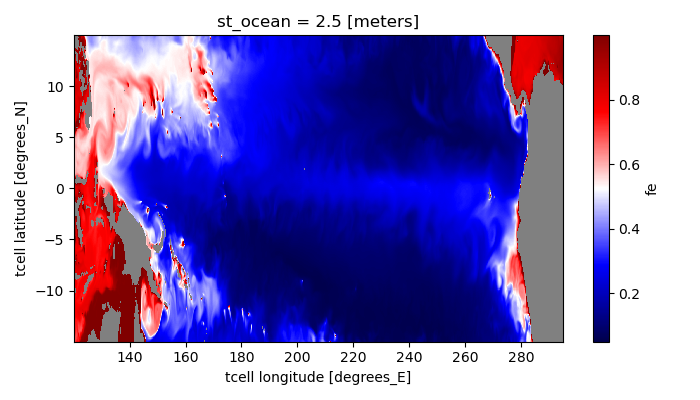 st_ocean = 2.5 [meters]
10
5
0
−5
−10
tcell latitude [degrees_N]
140 160 180 200 220 240 260 280
tcell longitude [degrees_E]
0.8
0.6
0.4
0.2
fe